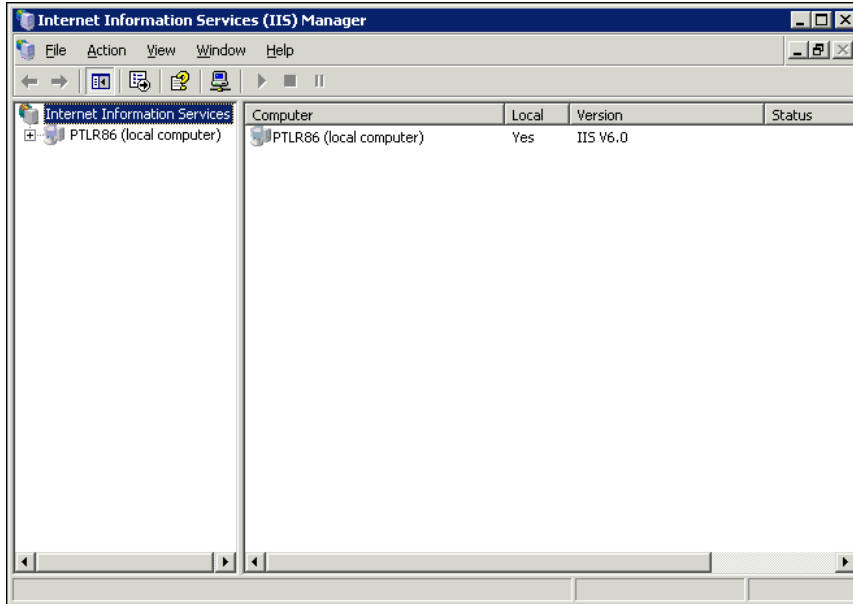 Internet Information Services (IIS) Manager
File Action View Window Help
Internet Information Services
PTLR86 (local computer)
Computer Local Version Status
PTLR86 (local computer) Yes IIS V6.0